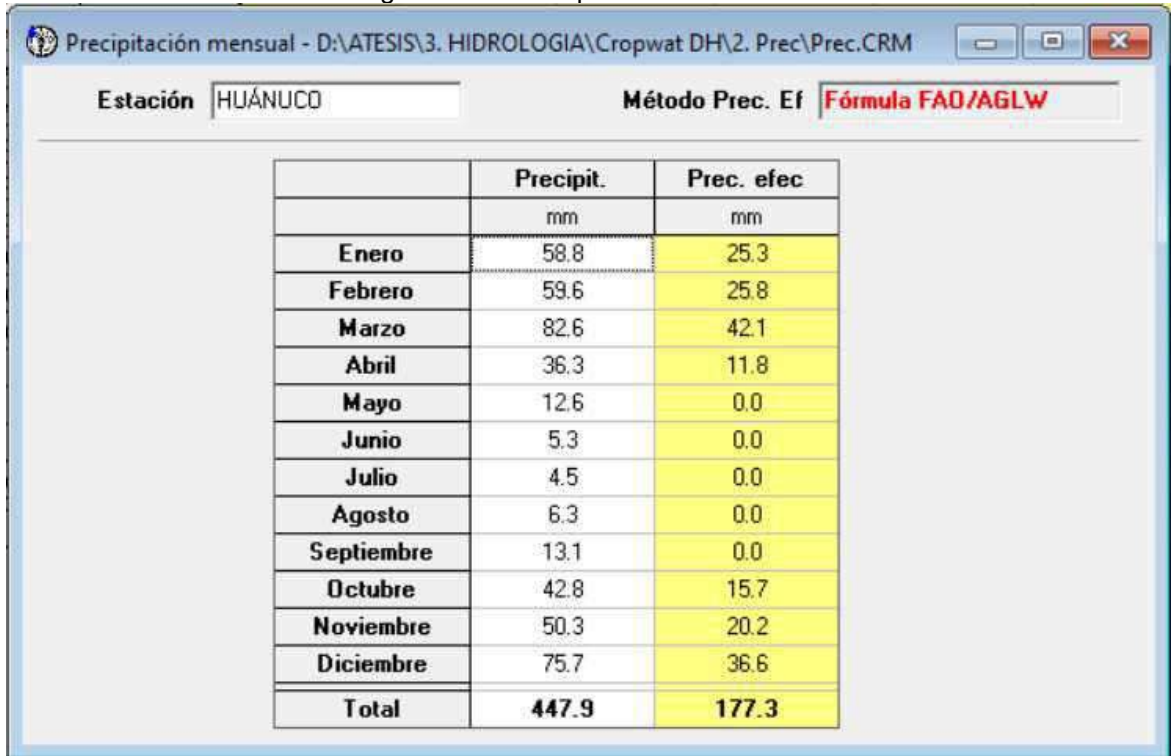 Precipitación mensual - D:\ATESIS\3. HIDROLOGIA\Cropwat DH\2. Prec\Prec.CRM
Estación HUÁNUCO Método Prec. Ef Fórmula FAO/AGLW
Precipit. Prec. efec
mm mm
Enero 58.8 25.3
Febrero 59.6 25.8
Marzo 82.6 42.1
Abril 36.3 11.8
Mayo 12.6 0.0
Junio 5.3 0.0
Julio 4.5 0.0
Agosto 6.3 0.0
Septiembre 13.1 0.0
Octubre 42.8 15.7
Noviembre 50.3 20.2
Diciembre 75.7 36.6
Total 447.9 177.3